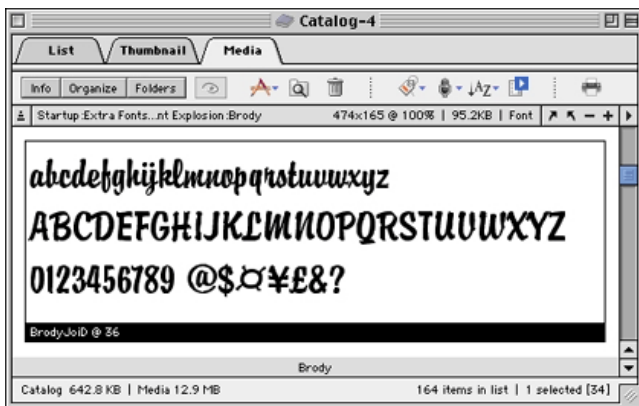 Catalog-4
List Thumbnail Media
Info Organize Folders
Startup:Extra Fonts...nt Explosion:Brody 474x165 @ 100% | 95.2KB | Font
abcdefghijklmnopqrstuvwxyz
ABCDEFGHIJKLMNOPQRSTUVWXYZ
0123456789 @$¤¥£&?
BrodyJoiD @ 36
Brody
Catalog 642.8 KB | Media 12.9 MB 164 items in list | 1 selected [34]